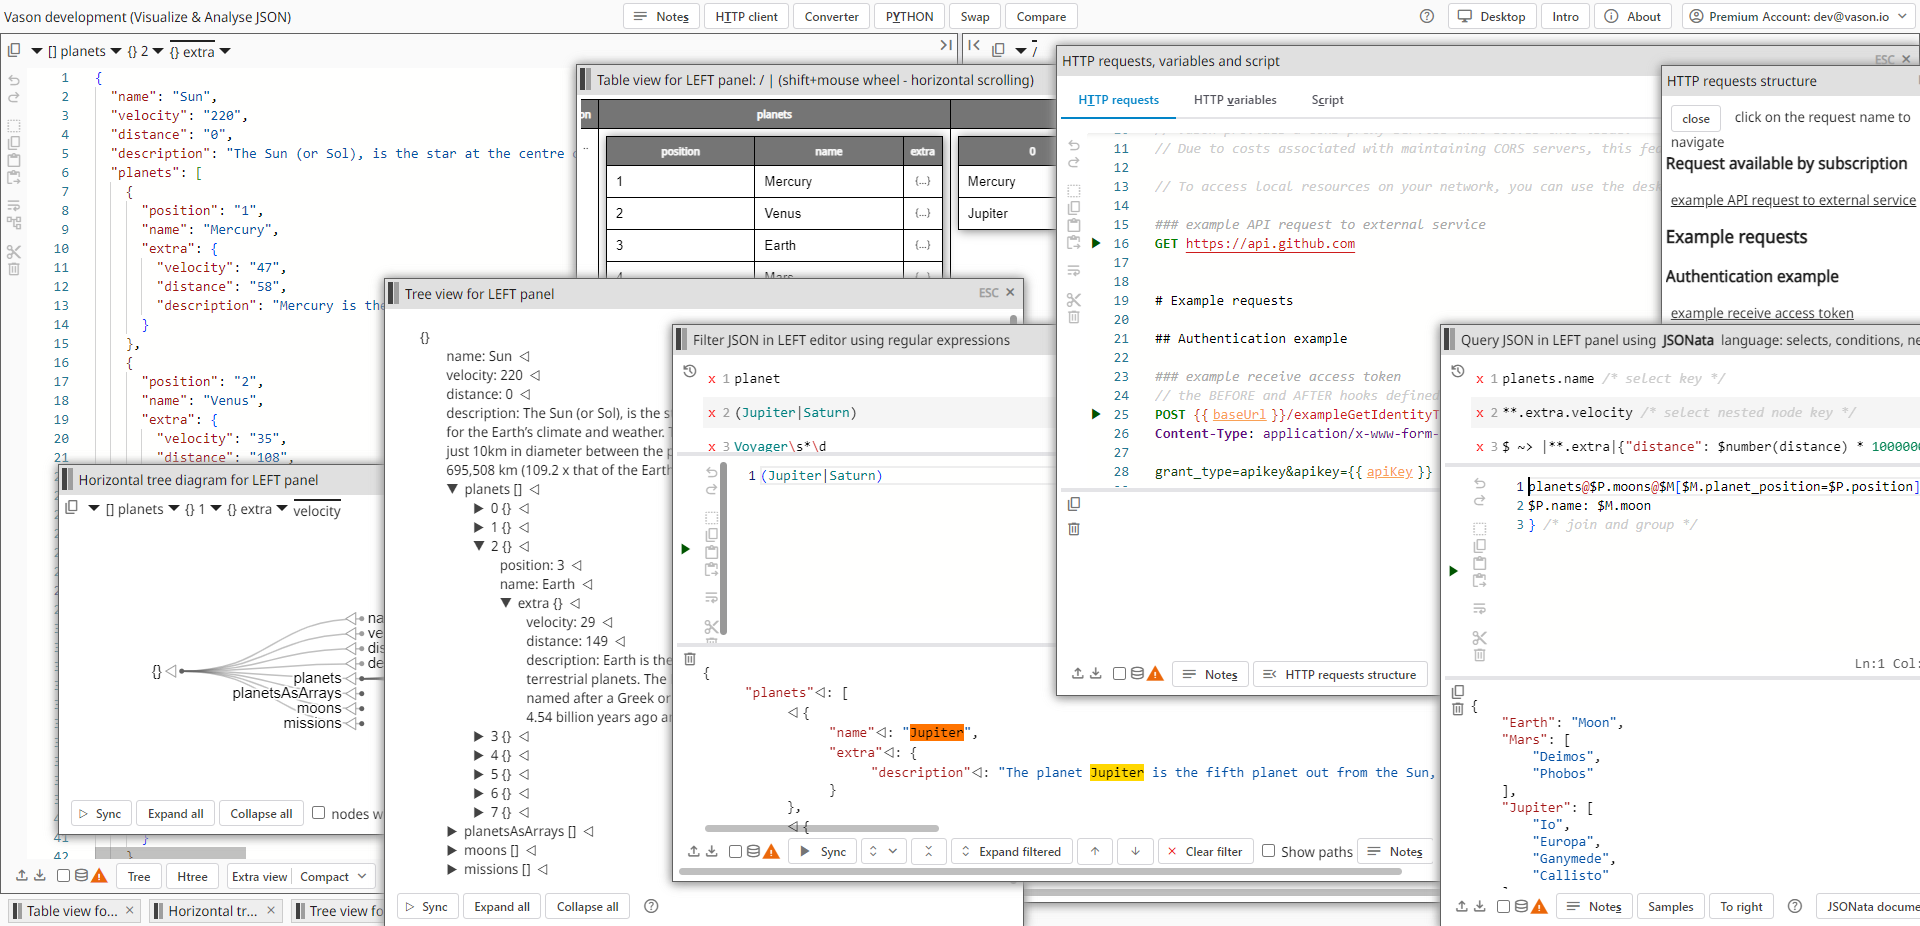 Vason development (Visualize & Analyse JSON)
Notes
HTTP client
Converter
PYTHON
Swap
Compare
Desktop
Intro
About
Premium Account: dev@vason.io
[] planets {} 2 {} extra
1 {
2 "name": "Sun",
3 "velocity": "220",
4 "distance": "0",
5 "description": "The Sun (or Sol), is the star at the centre
6 "planets": [
7 {
8 "position": "1",
9 "name": "Mercury",
10 "extra": {
11 "velocity": "47",
12 "distance": "58",
13 "description": "Mercury is the
14 }
15 },
16 {
17 "position": "2",
18 "name": "Venus",
19 "extra": {
20 "velocity": "35",
21 "distance": "108",
41 }
42 }
Tree
Htree
Extra view
Compact
Table view fo...
Horizontal tr...
Tree view fo
/
Table view for LEFT panel: / | (shift+mouse wheel - horizontal scrolling)
on planets
.. position name extra 0
1 Mercury {...} Mercury
2 Venus {...} Jupiter
3 Earth {...}
4 Mars {...}
Horizontal tree diagram for LEFT panel
[] planets {} 1 {} extra velocity
na
ve
dis
de
{}
planets
planetsAsArrays
moons
missions
Sync
Expand all
Collapse all
nodes w
Tree view for LEFT panel
ESC
{}
name: Sun
velocity: 220
distance: 0
description: The Sun (or Sol), is the s
for the Earth's climate and weather.
just 10km in diameter between the p
695,508 km (109.2 x that of the Earth
planets []
0 {}
1 {}
2 {}
position: 3
name: Earth
extra {}
velocity: 29
distance: 149
description: Earth is the
terrestrial planets. The
named after a Greek or
4.54 billion years ago a
3 {}
4 {}
5 {}
6 {}
7 {}
planetsAsArrays []
moons []
missions []
Sync
Expand all
Collapse all
Filter JSON in LEFT editor using regular expressions
x 1 planet
x 2 (Jupiter|Saturn)
x 3 Voyager\s*\d
1 (Jupiter|Saturn)
{
"planets": [
{
"name": "Jupiter",
"extra": {
"description": "The planet Jupiter is the fifth planet out from the Sun,
}
},
{
Sync
Expand filtered
Clear filter
Show paths
Notes
HTTP requests, variables and script
ESC
HTTP requests
HTTP variables
Script
11 // Due to costs associated with maintaining CORS servers, this fea
12
13 // To access local resources on your network, you can use the desk
14
15 ### example API request to external service
16 GET https://api.github.com
17
18
19 # Example requests
20
21 ## Authentication example
22
23 ### example receive access token
24 // the BEFORE and AFTER hooks defined
25 POST {{ baseUrl }}/exampleGetIdentityT
26 Content-Type: application/x-www-form-
27
28 grant_type=apikey&apikey={{ apiKey }}
Notes
HTTP requests structure
HTTP requests structure
close
click on the request name to
navigate
Request available by subscription
example API request to external service
Example requests
Authentication example
example receive access token
Query JSON in LEFT panel using JSONata language: selects, conditions, ne
x 1 planets.name /* select key */
x 2 **.extra.velocity /* select nested node key */
x 3 $ ~> |**.extra|{"distance": $number(distance) * 1000000
1 planets@$P.moons@$M[$M.planet_position=$P.position]
2 $P.name: $M.moon
3 } /* join and group */
Ln:1 Col:
{
"Earth": "Moon",
"Mars": [
"Deimos",
"Phobos"
],
"Jupiter": [
"Io",
"Europa",
"Ganymede",
"Callisto"
Notes
Samples
To right
JSONata docume